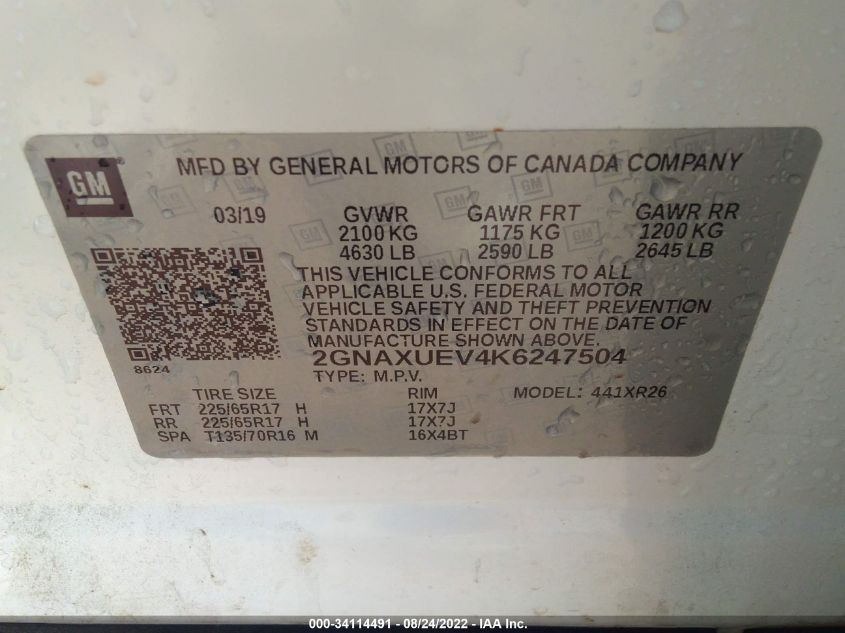 GM
MFD BY GENERAL MOTORS OF CANADA COMPANY
03/19 GVWR GAWR FRT GAWR RR
2100 KG 1175 KG 1200 KG
4630 LB 2590 LB 2645 LB
THIS VEHICLE CONFORMS TO ALL
APPLICABLE U.S. FEDERAL MOTOR
VEHICLE SAFETY AND THEFT PREVENTION
STANDARDS IN EFFECT ON THE DATE OF
MANUFACTURE SHOWN ABOVE.
2GNAXUEV4K6247504
8624 TYPE: M.P.V.
TIRE SIZE RIM MODEL: 441XR26
FRT 225/65R17 H 17X7J
RR 225/65R17 H 17X7J
SPA T135/70R16 M 16X4BT
000-34114491 - 08/24/2022 - IAA Inc.